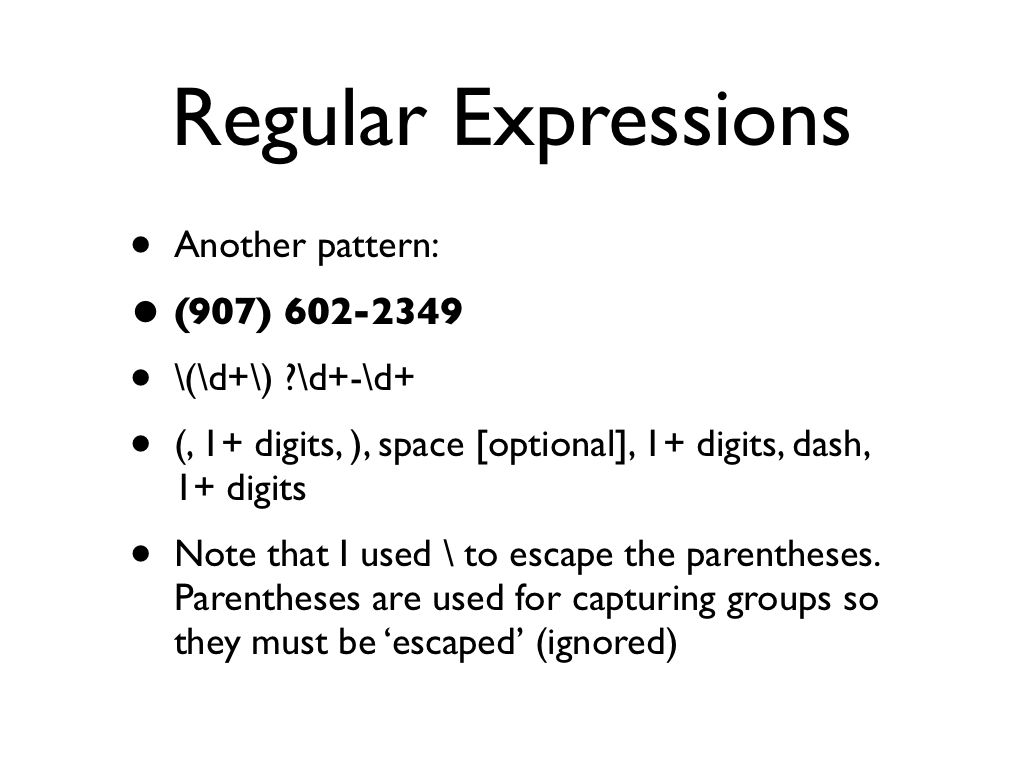 Regular Expressions
• Another pattern:
• (907) 602-2349
• \(\d+\) ?\d+-\d+
• (, 1+ digits, ), space [optional], 1+ digits, dash,
1+ digits
• Note that I used \ to escape the parentheses.
Parentheses are used for capturing groups so
they must be ‘escaped’ (ignored)